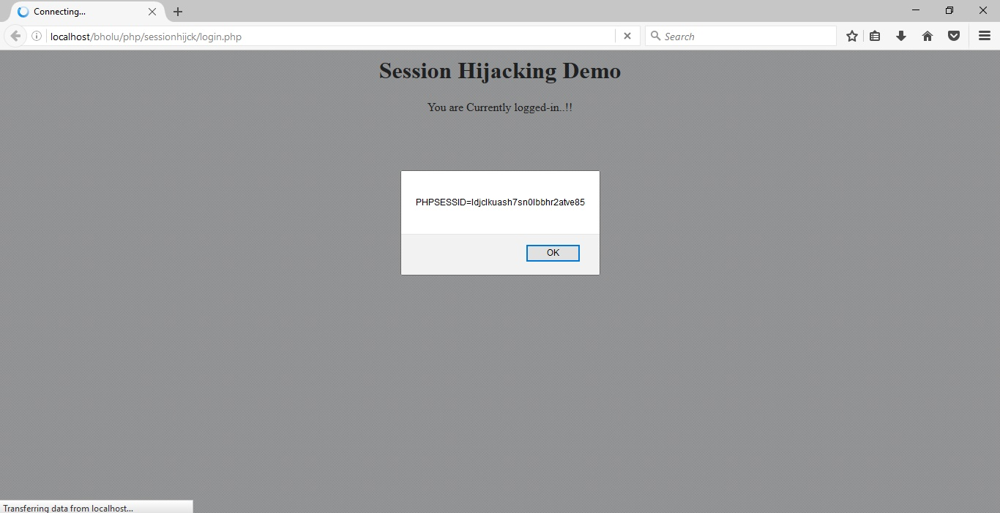 Connecting...
localhost/bholu/php/sessionhijck/login.php
Search
Session Hijacking Demo
You are Currently logged-in..!!
PHPSESSID=ldjclkuash7sn0lbbhr2atve85
OK
Transferring data from localhost...